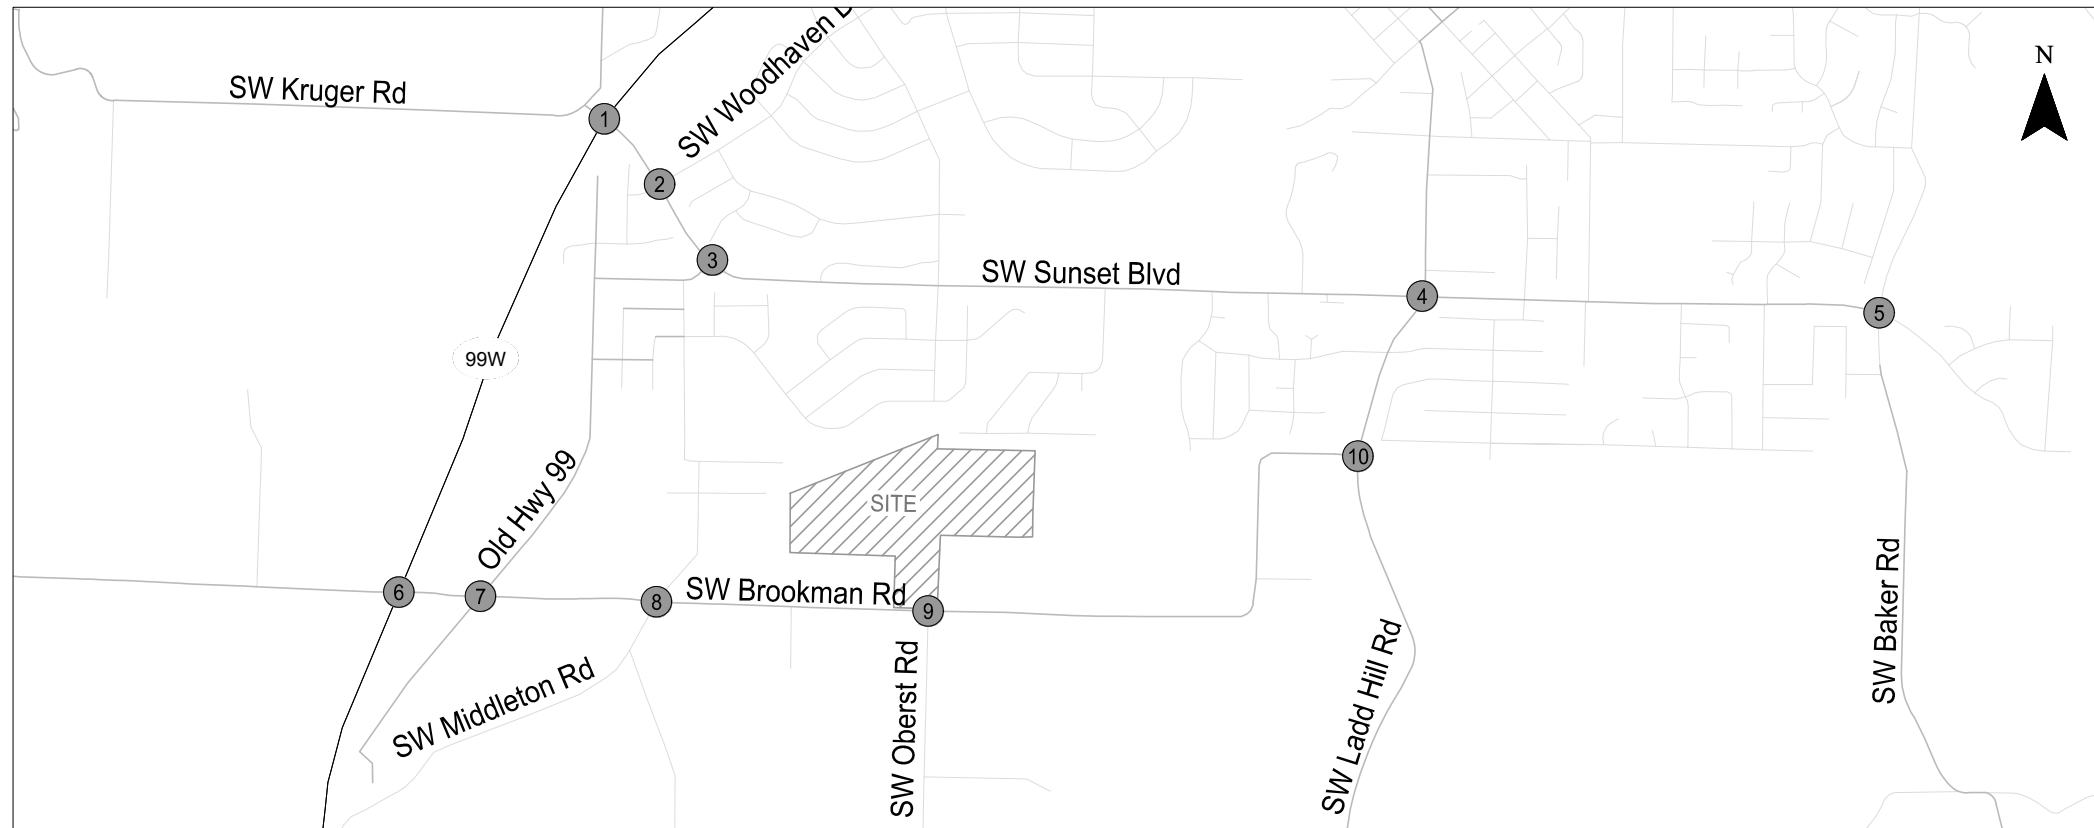 N
SW Kruger Rd
SW Woodhaven
1
2
3
SW Sunset Blvd
4
5
99W
Old Hwy 99
10
SITE
6
7
8
SW Brookman Rd
9
SW Middleton Rd
SW Oberst Rd
SW Ladd Hill Rd
SW Baker Rd